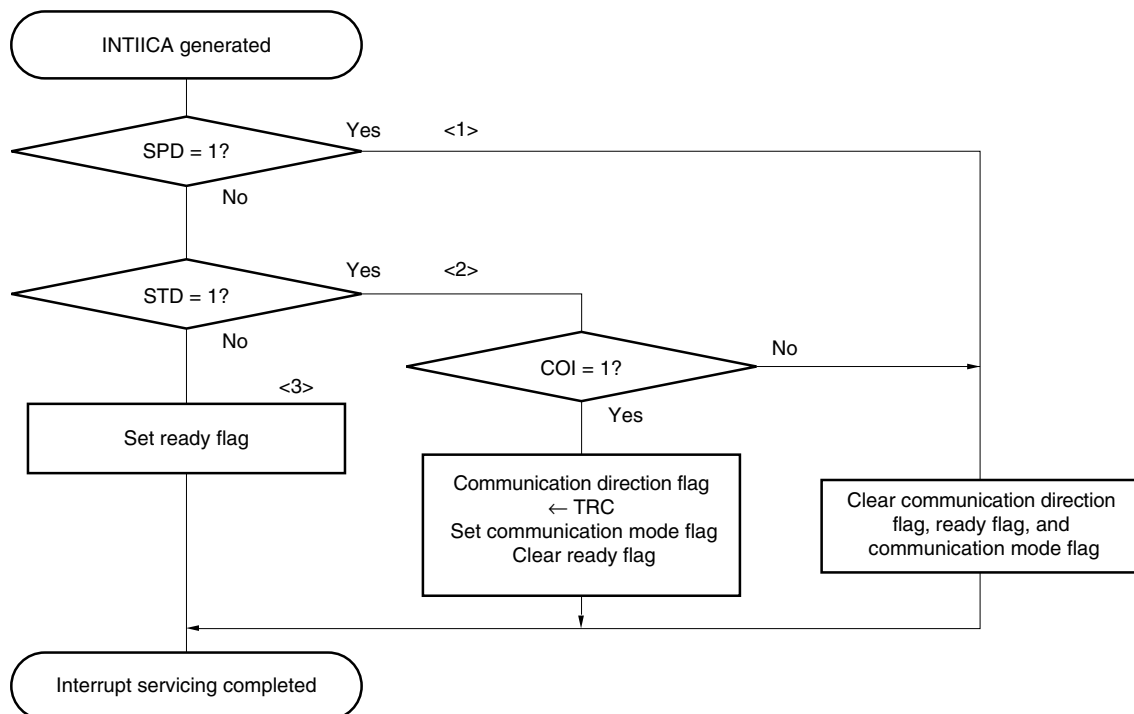 INTIICA generated
Yes
<1>
SPD = 1?
No
Yes
<2>
STD = 1?
No
COI = 1?
No
Yes
<3>
Set ready flag
Communication direction flag
← TRC
Set communication mode flag
Clear ready flag
Clear communication direction
flag, ready flag, and
communication mode flag
Interrupt servicing completed